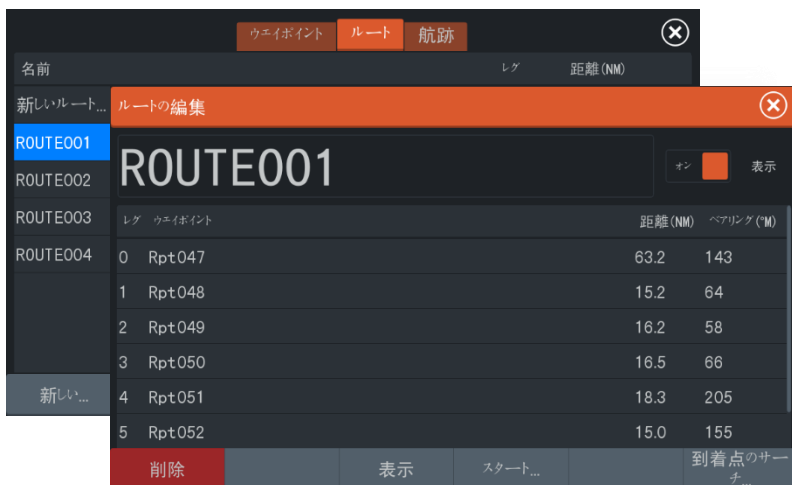 ウエイポイント ルート 航跡
名前 レグ 距離(NM)
新しいルート...
ROUTE001
ROUTE002
ROUTE003
ROUTE004
新しい...
ルートの編集
ROUTE001 オン 表示
レグ ウエイポイント 距離(NM) ベアリング(°M)
0 Rpt047 63.2 143
1 Rpt048 15.2 64
2 Rpt049 16.2 58
3 Rpt050 16.5 66
4 Rpt051 18.3 205
5 Rpt052 15.0 155
削除 表示 スタート... 到着点のサー
チ...